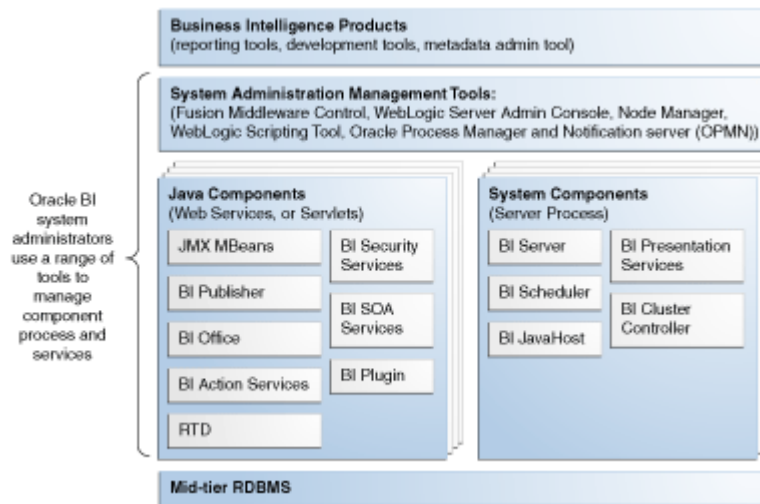 Business Intelligence Products
(reporting tools, development tools, metadata admin tool)
System Administration Management Tools:
(Fusion Middleware Control, WebLogic Server Admin Console, Node Manager,
WebLogic Scripting Tool, Oracle Process Manager and Notification server (OPMN))
Oracle BI
system
administrators
use a range of
tools to
manage
component
process and
services
Java Components
(Web Services, or Servlets)
JMX MBeans
BI Publisher
BI Office
BI Action Services
RTD
BI Security
Services
BI SOA
Services
BI Plugin
System Components
(Server Process)
BI Server
BI Scheduler
BI JavaHost
BI Presentation
Services
BI Cluster
Controller
Mid-tier RDBMS